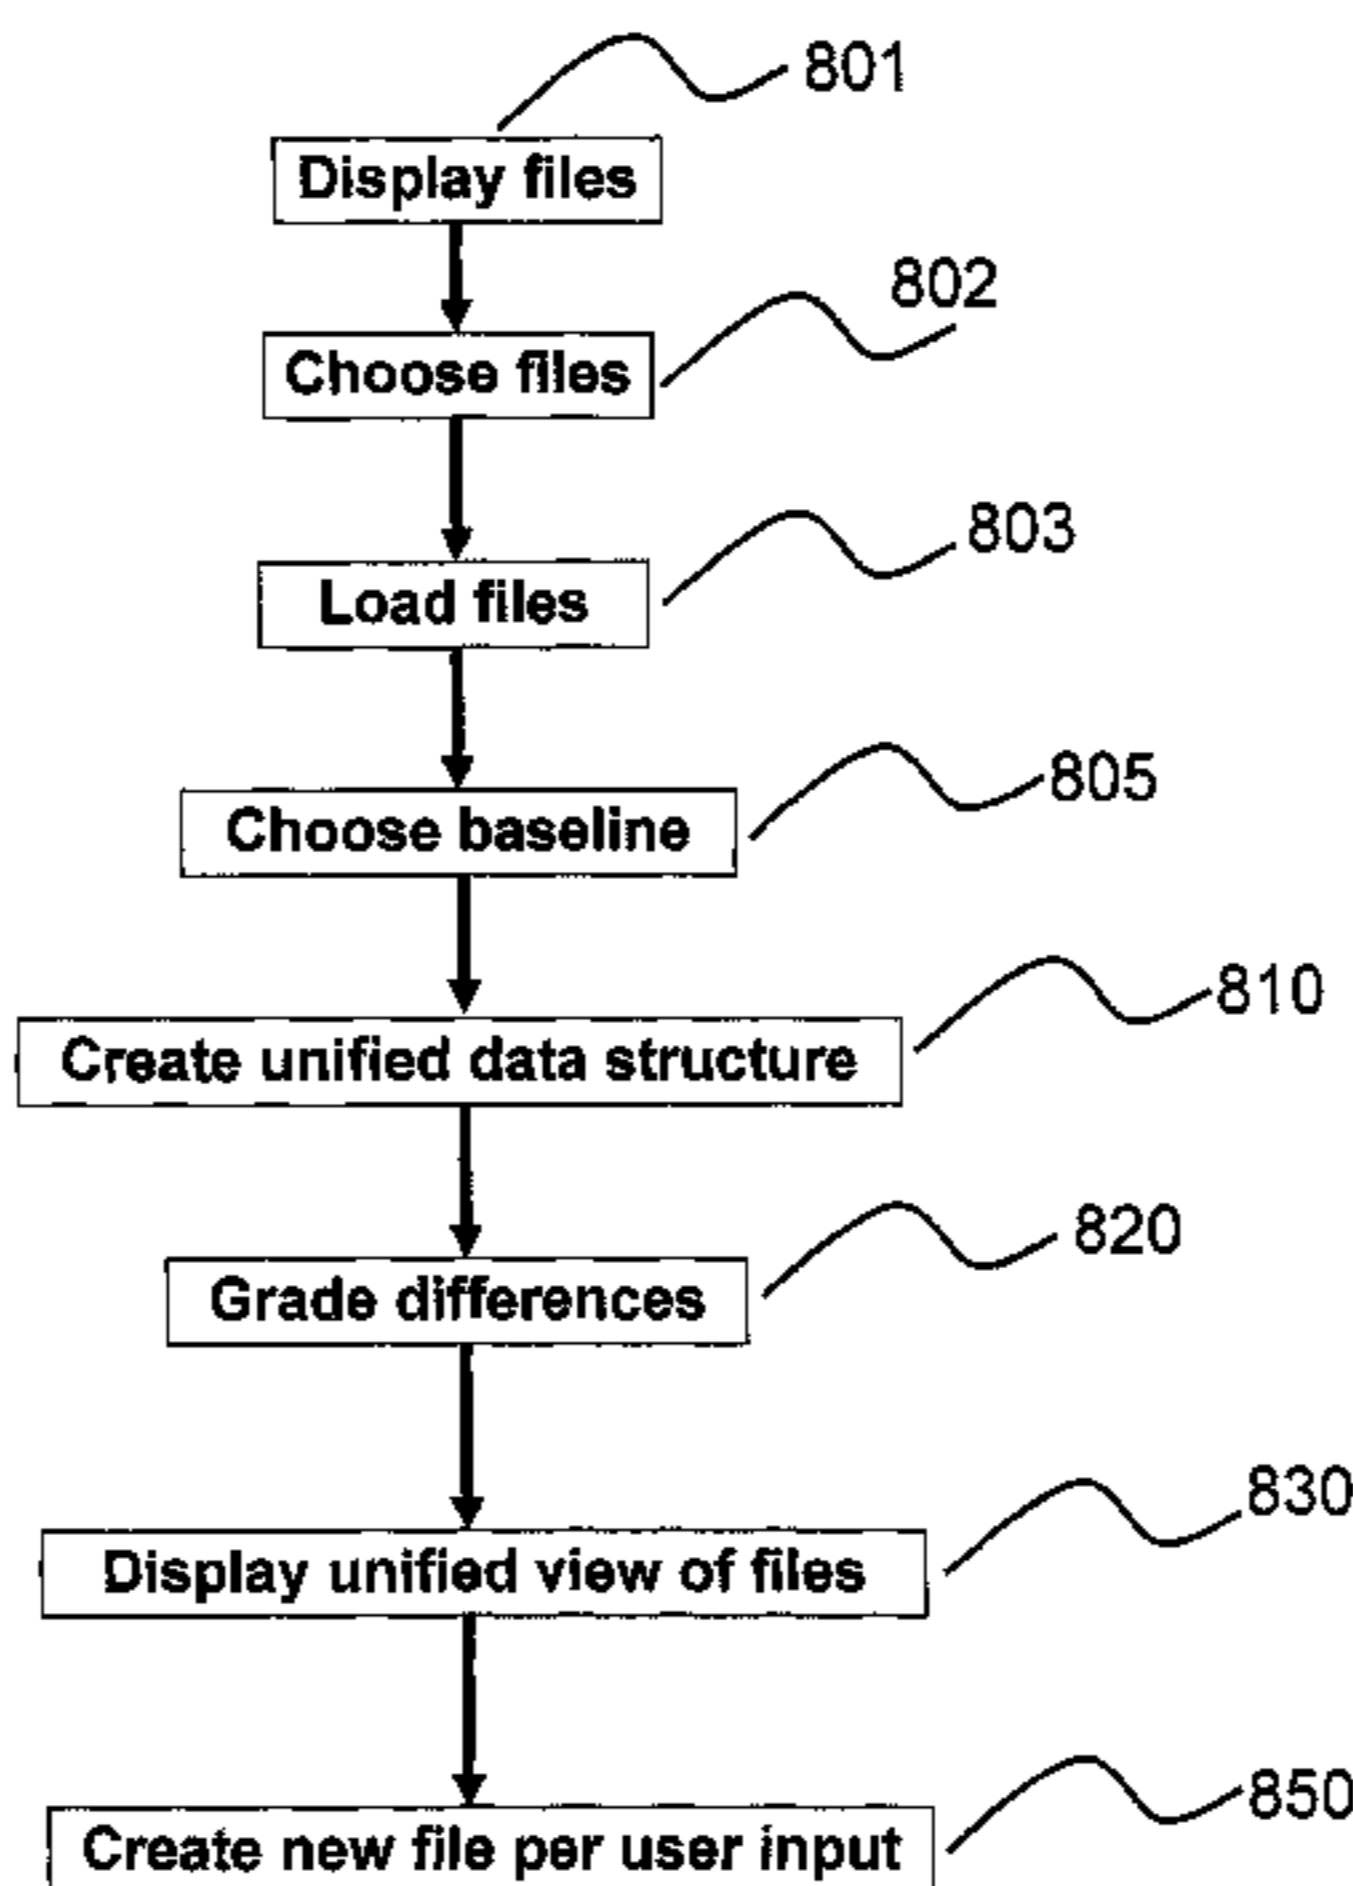 801
Display files
802
Choose files
803
Load files
805
Choose baseline
810
Create unified data structure
820
Grade differences
830
Display unified view of files
850
Create new file per user input